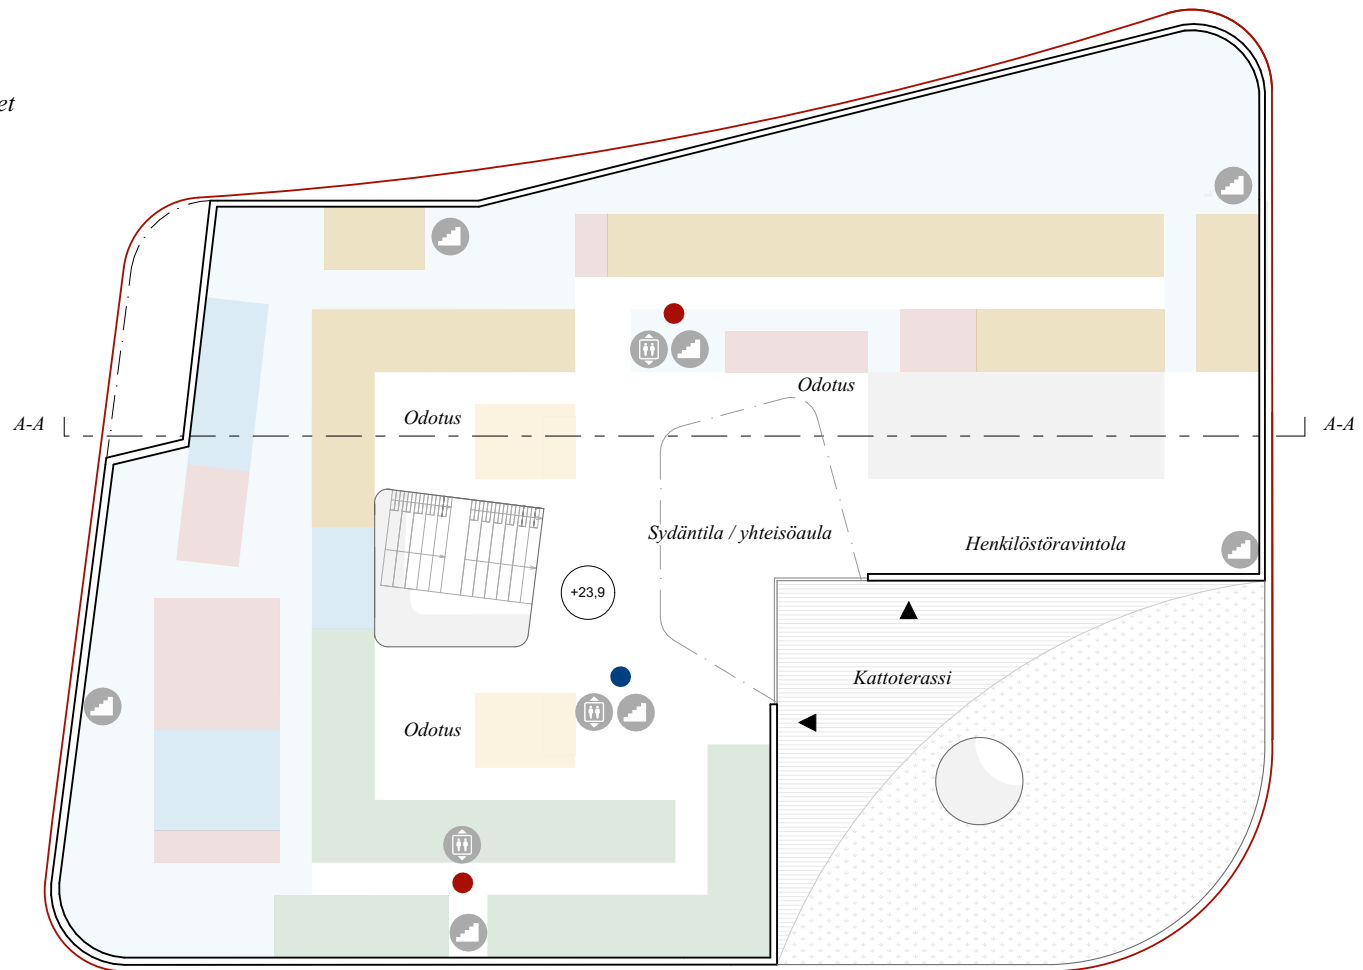 et
Odotus
Odotus
A-A
A-A
Sydäntila / yhteisöaula
Henkilöstöravintola
+23,9
Kattoterassi
Odotus